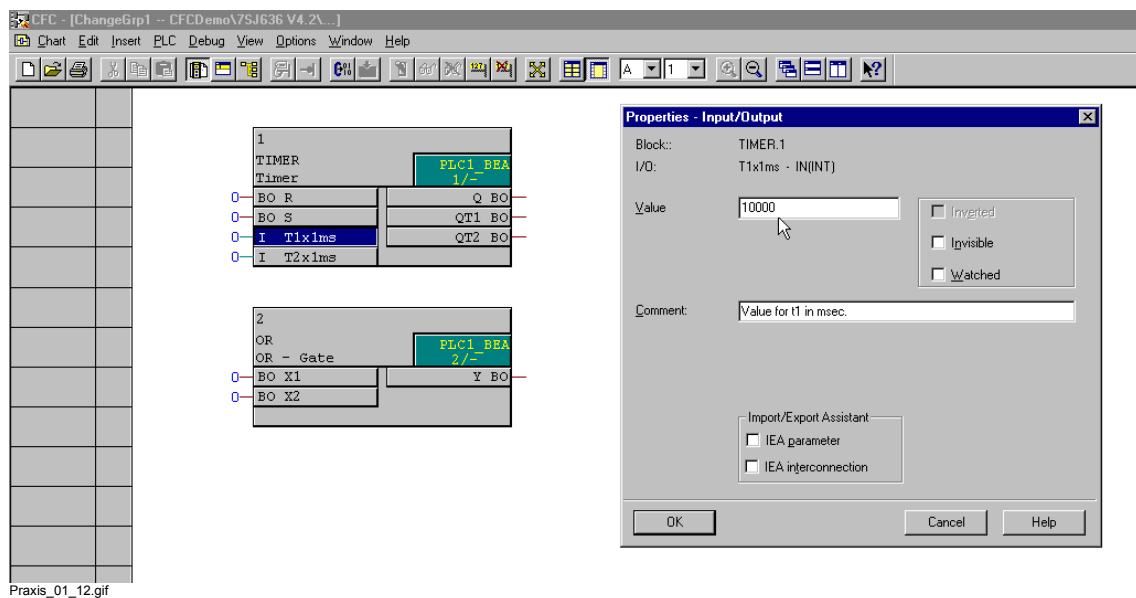 CFC - [ChangeGrp1 -- CFCDemo\7SJ636 V4.2\...]
Chart Edit Insert PLC Debug View Options Window Help
A 1
1
TIMER
Timer
PLC1_BEA
1/-
0 BO R Q BO
0 BO S QT1 BO
0 I T1x1ms QT2 BO
0 I T2x1ms
2
OR
OR - Gate
PLC1_BEA
2/-
0 BO X1 Y BO
0 BO X2
Properties - Input/Output
Block:: TIMER.1
I/O: T1x1ms - IN(INT)
Value 10000
Inverted
Invisible
Watched
Comment: Value for t1 in msec.
Import/Export Assistant
IEA parameter
IEA interconnection
OK Cancel Help
Praxis_01_12.gif